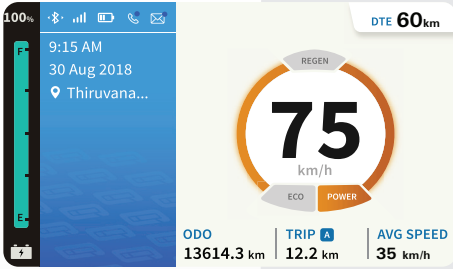 100%
F
E
9:15 AM
30 Aug 2018
Thiruvana...
DTE 60km
REGEN
75
km/h
ECO
POWER
ODO
13614.3 km
TRIP A
12.2 km
AVG SPEED
35 km/h